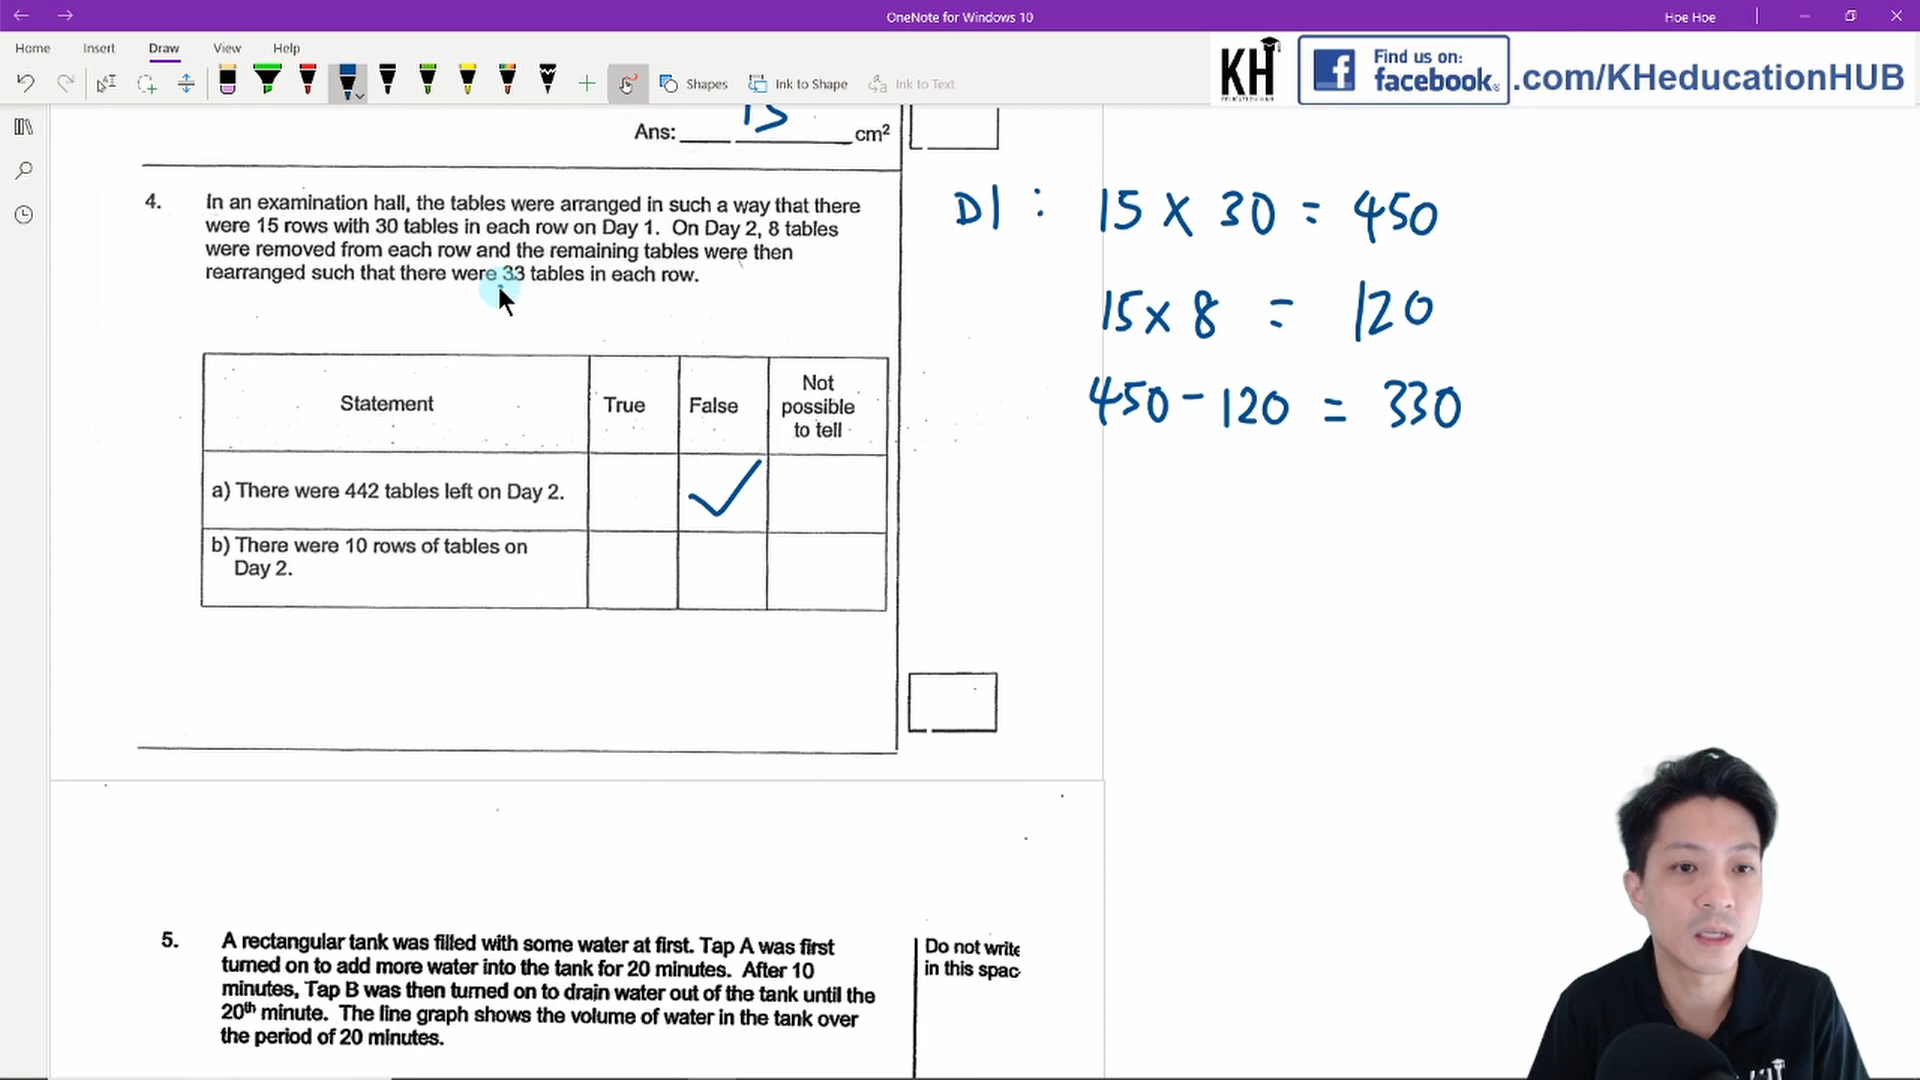 OneNote for Windows 10
Hoe Hoe
Home Insert Draw View Help
Shapes
Ink to Shape
Ink to Text
KH
Find us on:
facebook
.com/KHeducationHUB
Ans: 15 cm²
4. In an examination hall, the tables were arranged in such a way that there
were 15 rows with 30 tables in each row on Day 1. On Day 2, 8 tables
were removed from each row and the remaining tables were then
rearranged such that there were 33 tables in each row.
Statement True False Not
possible
to tell
a) There were 442 tables left on Day 2. ✓
b) There were 10 rows of tables on
Day 2.
D1 : 15 x 30 = 450
15 x 8 = 120
450 - 120 = 330
5. A rectangular tank was filled with some water at first. Tap A was first
turned on to add more water into the tank for 20 minutes. After 10
minutes, Tap B was then turned on to drain water out of the tank until the
20th minute. The line graph shows the volume of water in the tank over
the period of 20 minutes.
Do not write
in this spac